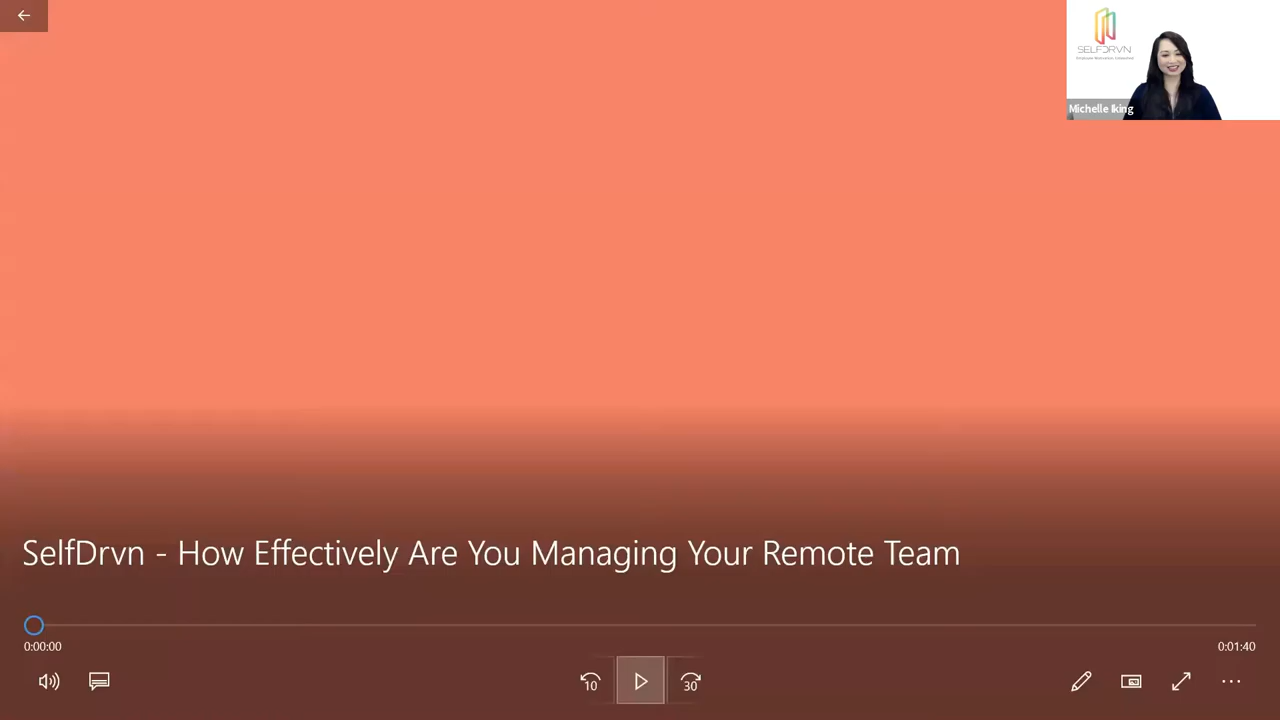 SELFDRVN
Michelle Iking
SelfDrvn - How Effectively Are You Managing Your Remote Team
0:00:00
0:01:40
10
30